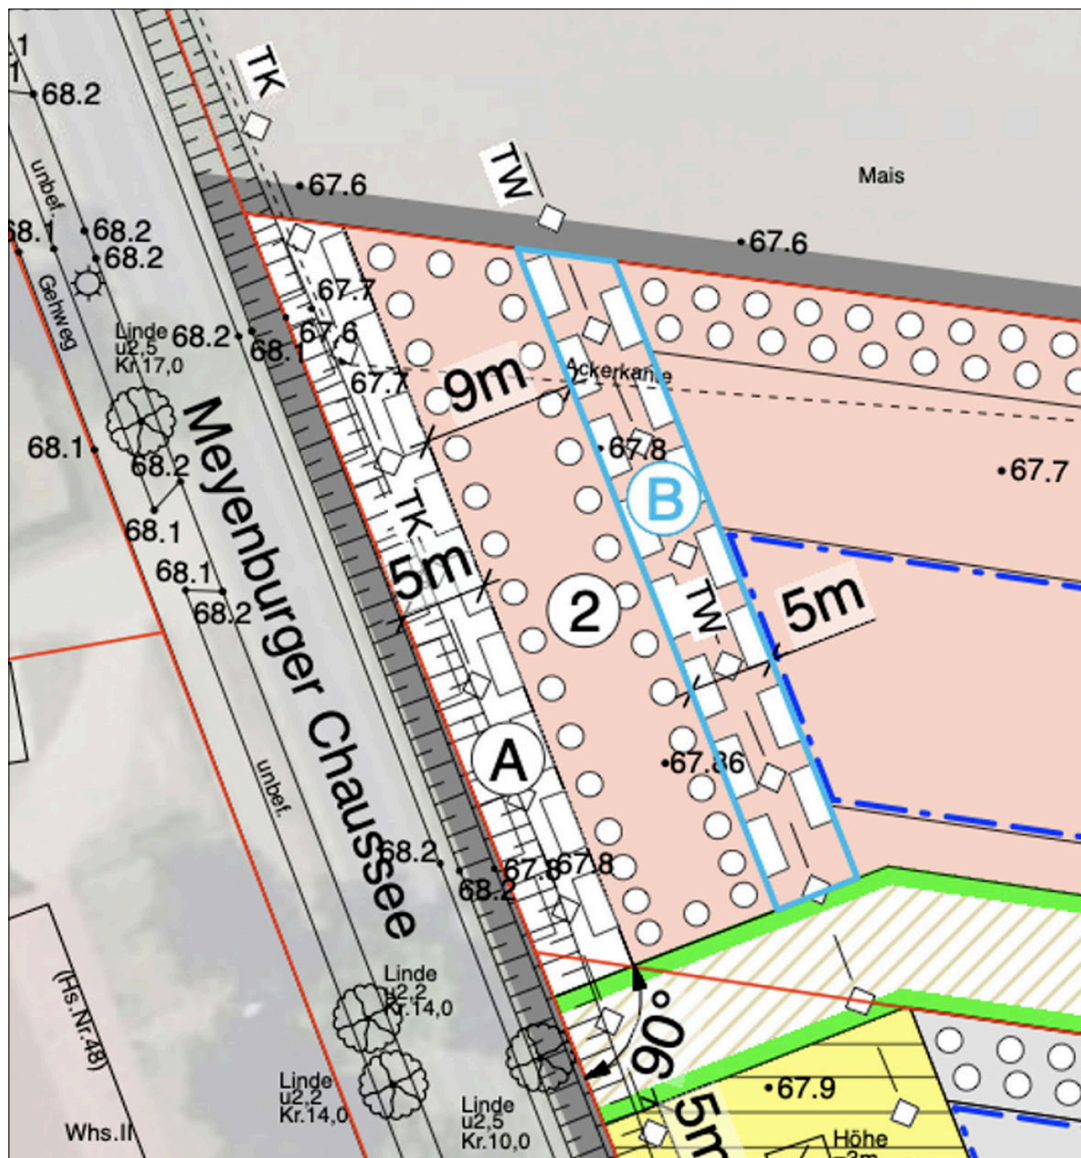 TK
.1
68.2
67.6
TW
Mais
unbef.
68.1
68.2
68.2
67.6
Gehweg
67.7
Linde
u2,5
Kr.17,0
68.2
68.1
67.6
67.7
9m
Ackerkante
68.1
68.2
67.8
67.7
B
68.1
TK
5m
68.1
68.2
2
TW
5m
Meyenburger Chaussee
A
67.86
unbef.
68.2
68.2
67.8
67.8
(Hs.Nr.48)
Linde
u2,2
Kr.14,0
90°
Linde
u2,2
Kr.14,0
Linde
u2,5
Kr.10,0
67.9
5m
Whs.II
Höhe